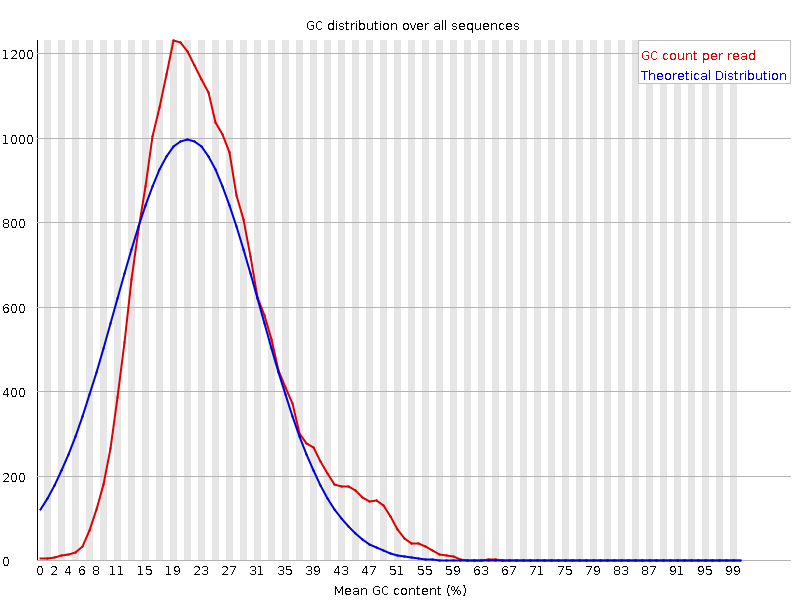 GC distribution over all sequences
GC count per read
Theoretical Distribution
1200
1000
800
600
400
200
0
0 2 4 6 8 11 15 19 23 27 31 35 39 43 47 51 55 59 63 67 71 75 79 83 87 91 95 99
Mean GC content (%)